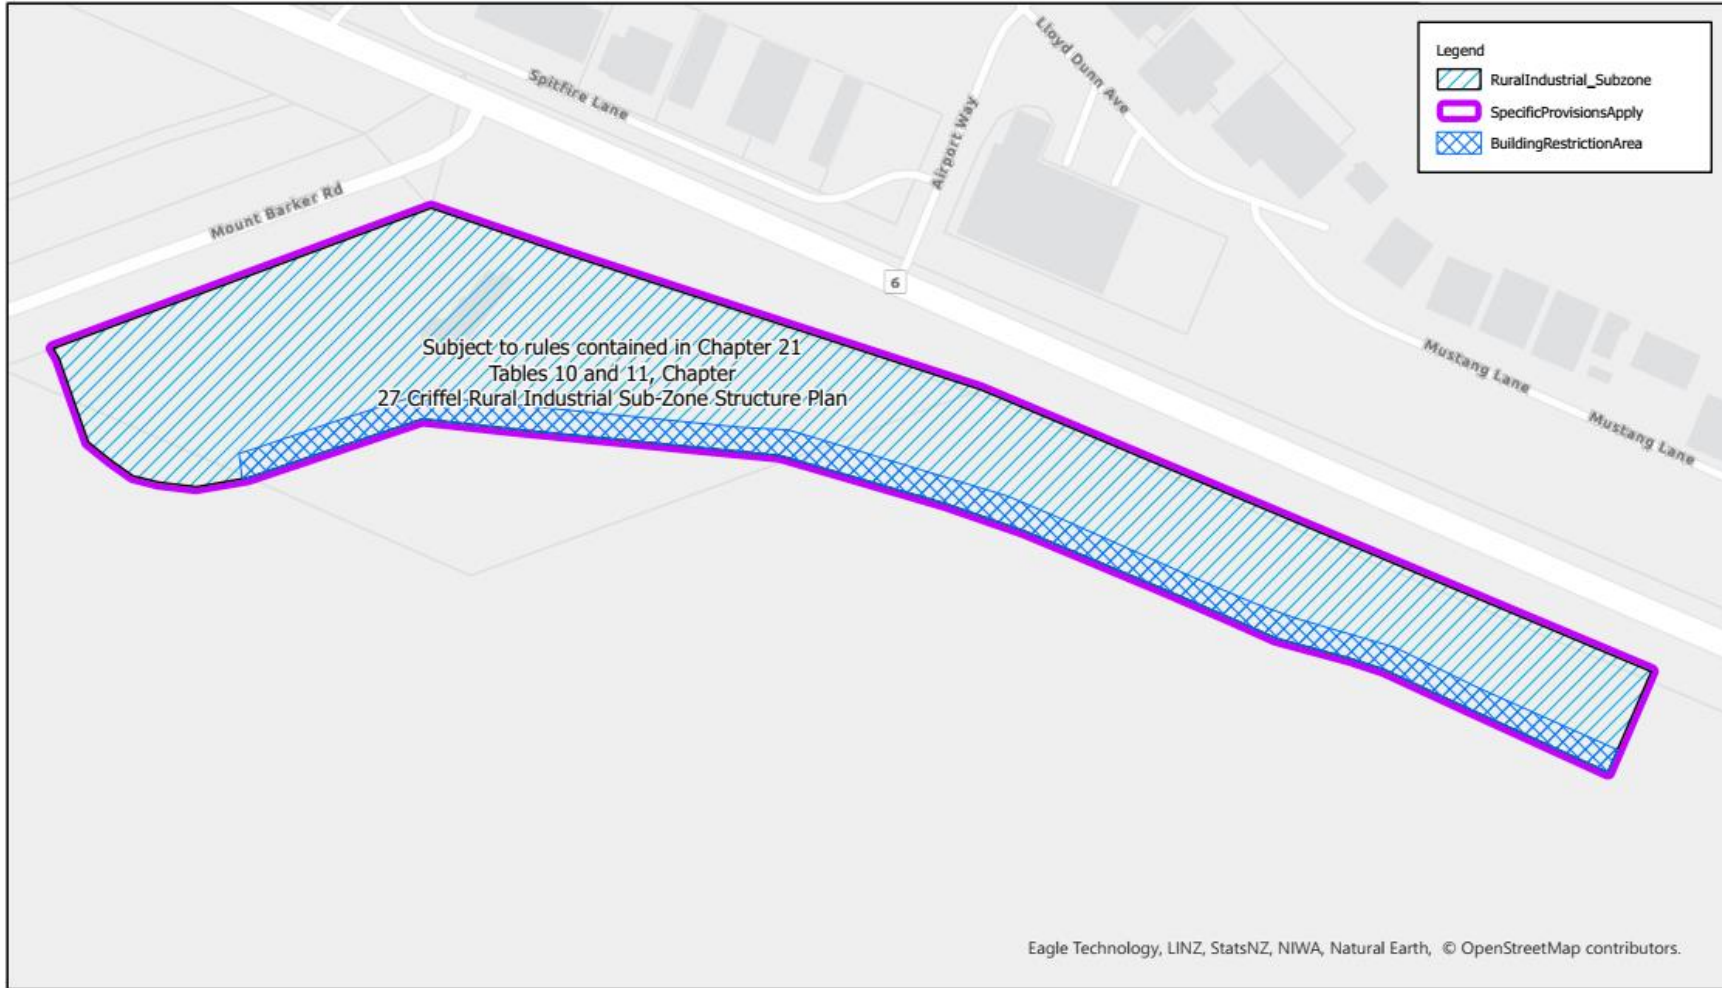 Legend
RuralIndustrial_Subzone
SpecificProvisionsApply
BuildingRestrictionArea
Lloyd Dunn Ave
Spitfire Lane
Airport Way
Mount Barker Rd
6
Subject to rules contained in Chapter 21
Tables 10 and 11, Chapter
27 Criffel Rural Industrial Sub-Zone Structure Plan
Mustang Lane
Mustang Lane
Eagle Technology, LINZ, StatsNZ, NIWA, Natural Earth, © OpenStreetMap contributors.